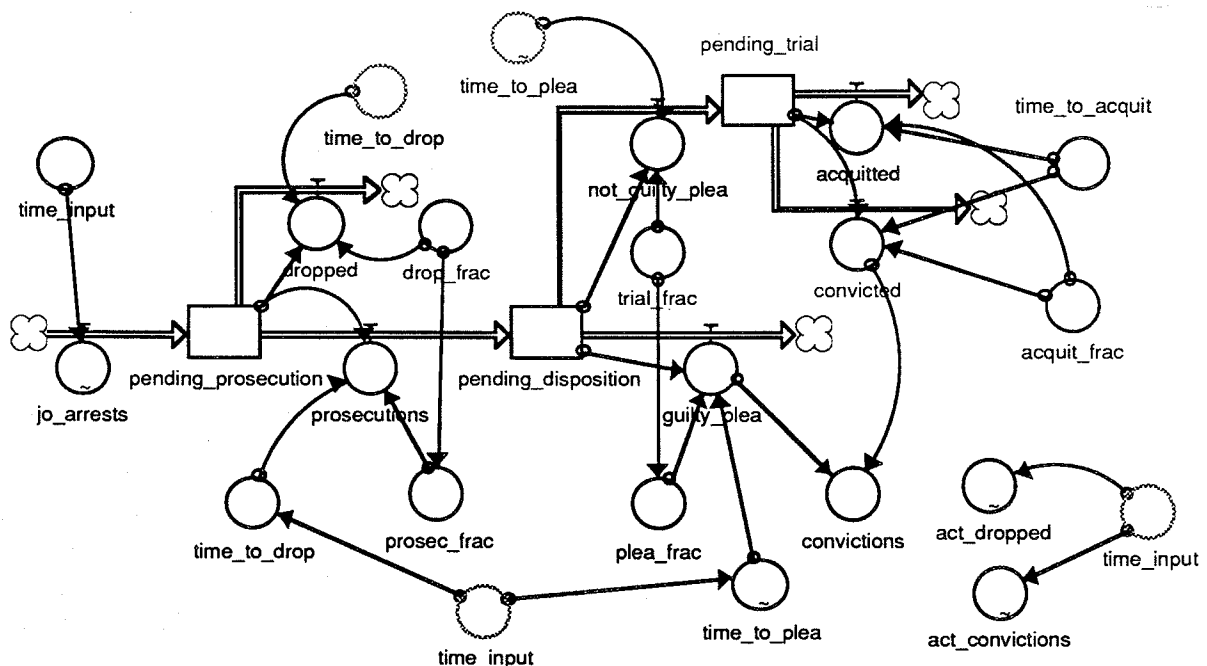 pending_trial
time_to_plea
time_to_acquit
time_to_drop
acquitted
not_guilty_plea
time_input
dropped
drop_frac
trial_frac
convicted
acquit_frac
pending_prosecution
pending_disposition
jo_arrests
prosecutions
guilty_plea
time_to_drop
prosec_frac
plea_frac
convictions
act_dropped
time_input
time_to_plea
act_convictions
time_input